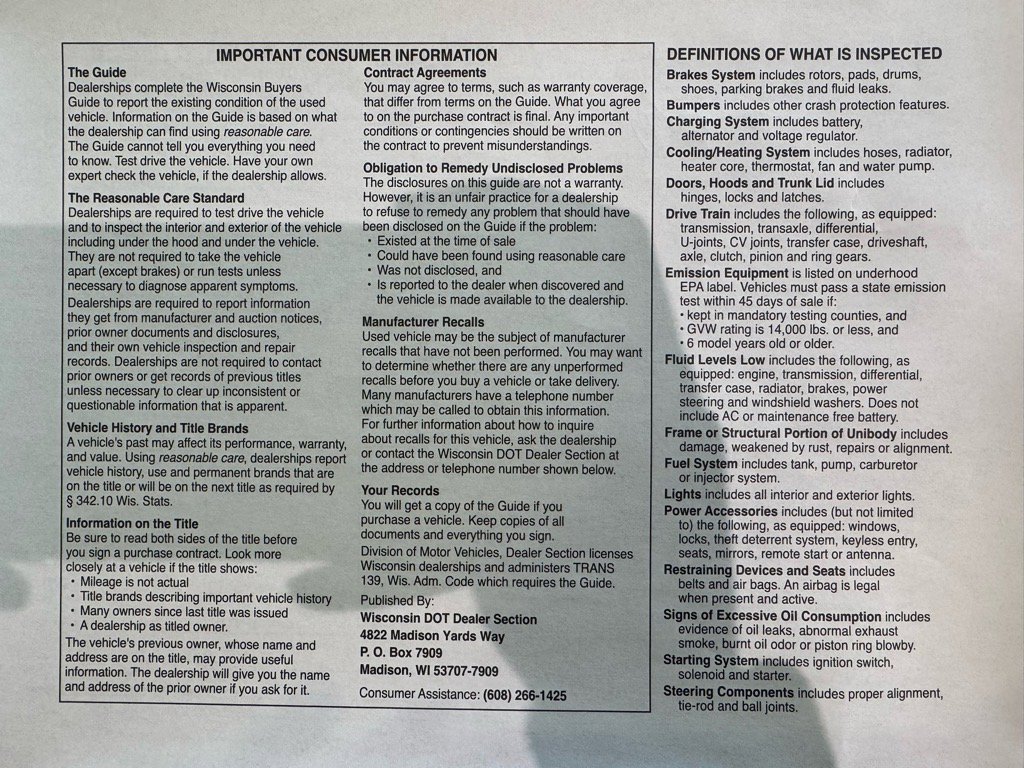 IMPORTANT CONSUMER INFORMATION
The Guide
Dealerships complete the Wisconsin Buyers
Guide to report the existing condition of the used
vehicle. Information on the Guide is based on what
the dealership can find using reasonable care.
The Guide cannot tell you everything you need
to know. Test drive the vehicle. Have your own
expert check the vehicle, if the dealership allows.
The Reasonable Care Standard
Dealerships are required to test drive the vehicle
and to inspect the interior and exterior of the vehicle
including under the hood and under the vehicle.
They are not required to take the vehicle
apart (except brakes) or run tests unless
necessary to diagnose apparent symptoms.
Dealerships are required to report information
they get from manufacturer and auction notices,
prior owner documents and disclosures,
and their own vehicle inspection and repair
records. Dealerships are not required to contact
prior owners or get records of previous titles
unless necessary to clear up inconsistent or
questionable information that is apparent.
Vehicle History and Title Brands
A vehicle's past may affect its performance, warranty,
and value. Using reasonable care, dealerships report
vehicle history, use and permanent brands that are
on the title or will be on the next title as required by
§ 342.10 Wis. Stats.
Information on the Title
Be sure to read both sides of the title before
you sign a purchase contract. Look more
closely at a vehicle if the title shows:
• Mileage is not actual
• Title brands describing important vehicle history
• Many owners since last title was issued
• A dealership as titled owner.
The vehicle's previous owner, whose name and
address are on the title, may provide useful
information. The dealership will give you the name
and address of the prior owner if you ask for it.
Contract Agreements
You may agree to terms, such as warranty coverage,
that differ from terms on the Guide. What you agree
to on the purchase contract is final. Any important
conditions or contingencies should be written on
the contract to prevent misunderstandings.
Obligation to Remedy Undisclosed Problems
The disclosures on this guide are not a warranty.
However, it is an unfair practice for a dealership
to refuse to remedy any problem that should have
been disclosed on the Guide if the problem:
• Existed at the time of sale
• Could have been found using reasonable care
• Was not disclosed, and
• Is reported to the dealer when discovered and
the vehicle is made available to the dealership.
Manufacturer Recalls
Used vehicle may be the subject of manufacturer
recalls that have not been performed. You may want
to determine whether there are any unperformed
recalls before you buy a vehicle or take delivery.
Many manufacturers have a telephone number
which may be called to obtain this information.
For further information about how to inquire
about recalls for this vehicle, ask the dealership
or contact the Wisconsin DOT Dealer Section at
the address or telephone number shown below.
Your Records
You will get a copy of the Guide if you
purchase a vehicle. Keep copies of all
documents and everything you sign.
Division of Motor Vehicles, Dealer Section licenses
Wisconsin dealerships and administers TRANS
139, Wis. Adm. Code which requires the Guide.
Published By:
Wisconsin DOT Dealer Section
4822 Madison Yards Way
P. O. Box 7909
Madison, WI 53707-7909
Consumer Assistance: (608) 266-1425
DEFINITIONS OF WHAT IS INSPECTED
Brakes System includes rotors, pads, drums,
shoes, parking brakes and fluid leaks.
Bumpers includes other crash protection features.
Charging System includes battery,
alternator and voltage regulator.
Cooling/Heating System includes hoses, radiator,
heater core, thermostat, fan and water pump.
Doors, Hoods and Trunk Lid includes
hinges, locks and latches.
Drive Train includes the following, as equipped:
transmission, transaxle, differential,
U-joints, CV joints, transfer case, driveshaft,
axle, clutch, pinion and ring gears.
Emission Equipment is listed on underhood
EPA label. Vehicles must pass a state emission
test within 45 days of sale if:
• kept in mandatory testing counties, and
• GVW rating is 14,000 lbs. or less, and
• 6 model years old or older.
Fluid Levels Low includes the following, as
equipped: engine, transmission, differential,
transfer case, radiator, brakes, power
steering and windshield washers. Does not
include AC or maintenance free battery.
Frame or Structural Portion of Unibody includes
damage, weakened by rust, repairs or alignment.
Fuel System includes tank, pump, carburetor
or injector system.
Lights includes all interior and exterior lights.
Power Accessories includes (but not limited
to) the following, as equipped: windows,
locks, theft deterrent system, keyless entry,
seats, mirrors, remote start or antenna.
Restraining Devices and Seats includes
belts and air bags. An airbag is legal
when present and active.
Signs of Excessive Oil Consumption includes
evidence of oil leaks, abnormal exhaust
smoke, burnt oil odor or piston ring blowby.
Starting System includes ignition switch,
solenoid and starter.
Steering Components includes proper alignment,
tie-rod and ball joints.